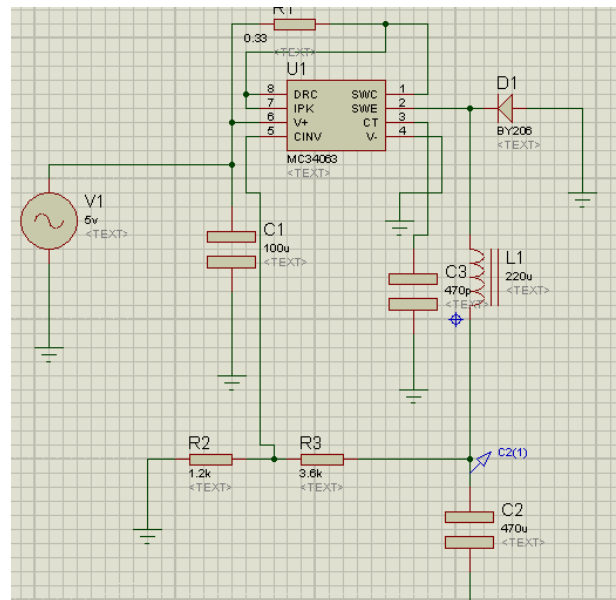 R1
0.33
<TEXT>
U1
8 DRC SWC 1
7 IPK SWE 2
6 V+ CT 3
5 CINV V- 4
MC34063
<TEXT>
D1
BY206
<TEXT>
V1
5v
<TEXT>
C1
100u
<TEXT>
C3
470p
<TEXT>
L1
220u
<TEXT>
R2
1.2k
<TEXT>
R3
3.6k
<TEXT>
C2(1)
C2
470u
<TEXT>